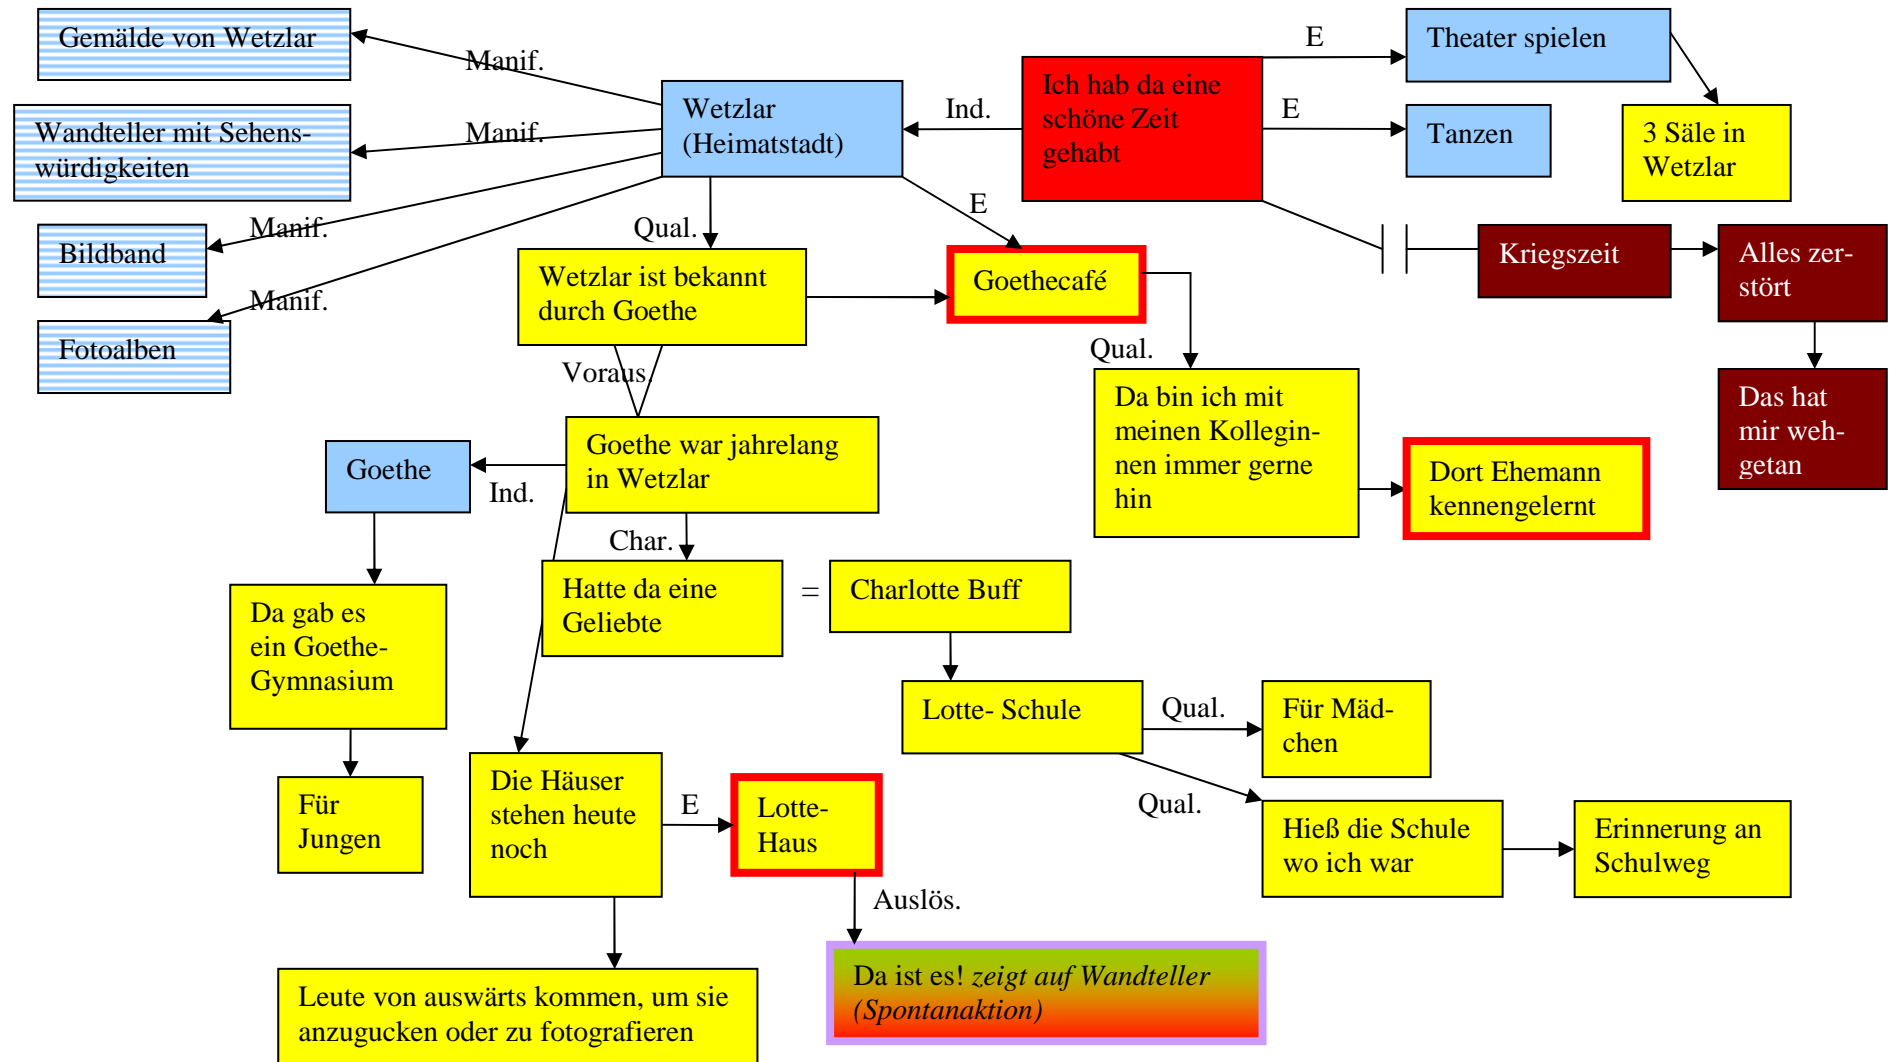 Gemälde von Wetzlar
Manif.
E
Theater spielen
Wetzlar
(Heimatstadt)
Ind.
Ich hab da eine
schöne Zeit
gehabt
E
Tanzen
3 Säle in
Wetzlar
Wandteller mit Sehens-
würdigkeiten
Manif.
Bildband
Manif.
Qual.
E
Kriegszeit
Alles zer-
stört
Wetzlar ist bekannt
durch Goethe
Goethecafé
Fotoalben
Manif.
Voraus.
Qual.
Da bin ich mit
meinen Kollegin-
nen immer gerne
hin
Das hat
mir weh-
getan
Goethe
Ind.
Goethe war jahrelang
in Wetzlar
Dort Ehemann
kennengelernt
Char.
Da gab es
ein Goethe-
Gymnasium
Hatte da eine
Geliebte
=
Charlotte Buff
Lotte- Schule
Qual.
Für Mäd-
chen
Für
Jungen
Die Häuser
stehen heute
noch
E
Lotte-
Haus
Qual.
Hieß die Schule
wo ich war
Erinnerung an
Schulweg
Auslös.
Leute von auswärts kommen, um sie
anzugucken oder zu fotografieren
Da ist es! zeigt auf Wandteller
(Spontanaktion)